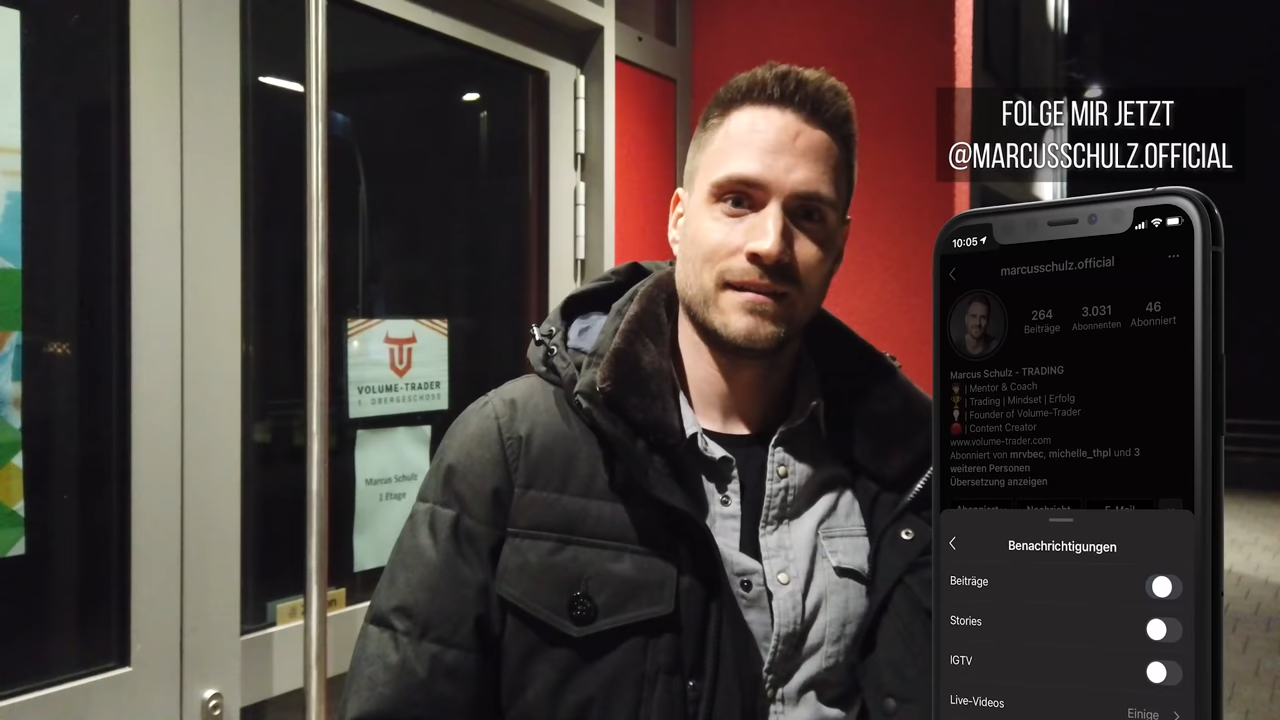 FOLGE MIR JETZT
@MARCUSSCHULZ.OFFICIAL
VOLUME-TRADER
1. OBERGESCHOSS
Marcus Schulz
1 Etage
10:05
marcusschulz.official
264
Beiträge
3.031
Abonnenten
46
Abonniert
Marcus Schulz - TRADING
| Mentor & Coach
| Trading | Mindset | Erfolg
| Founder of Volume-Trader
| Content Creator
www.volume-trader.com
Abonniert von mrvbec, michelle_thpl und 3
weiteren Personen
Übersetzung anzeigen
Abonniert Nachricht E-Mail
Benachrichtigungen
Beiträge
Stories
IGTV
Live-Videos
Einige